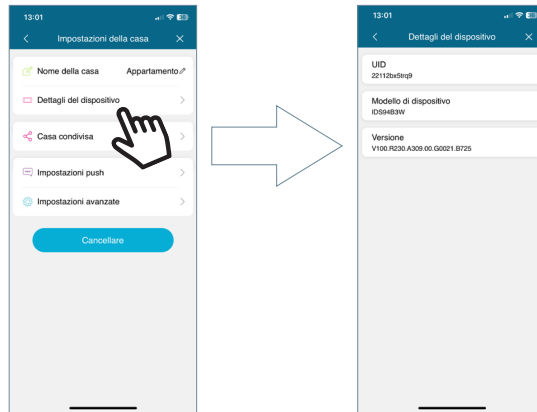 13:01
Impostazioni della casa
Nome della casa Appartamento
Dettagli del dispositivo
Casa condivisa
Impostazioni push
Impostazioni avanzate
Cancellare
13:01
Dettagli del dispositivo
UID
22112bx5trq9
Modello di dispositivo
IDS94B3W
Versione
V100.R230.A309.00.G0021.B725